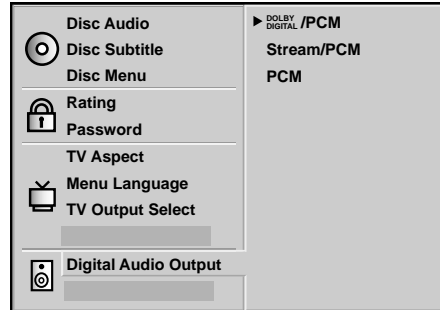 Disc Audio
Disc Subtitle
Disc Menu
Rating
Password
TV Aspect
Menu Language
TV Output Select
Digital Audio Output
DOLBY DIGITAL /PCM
Stream/PCM
PCM